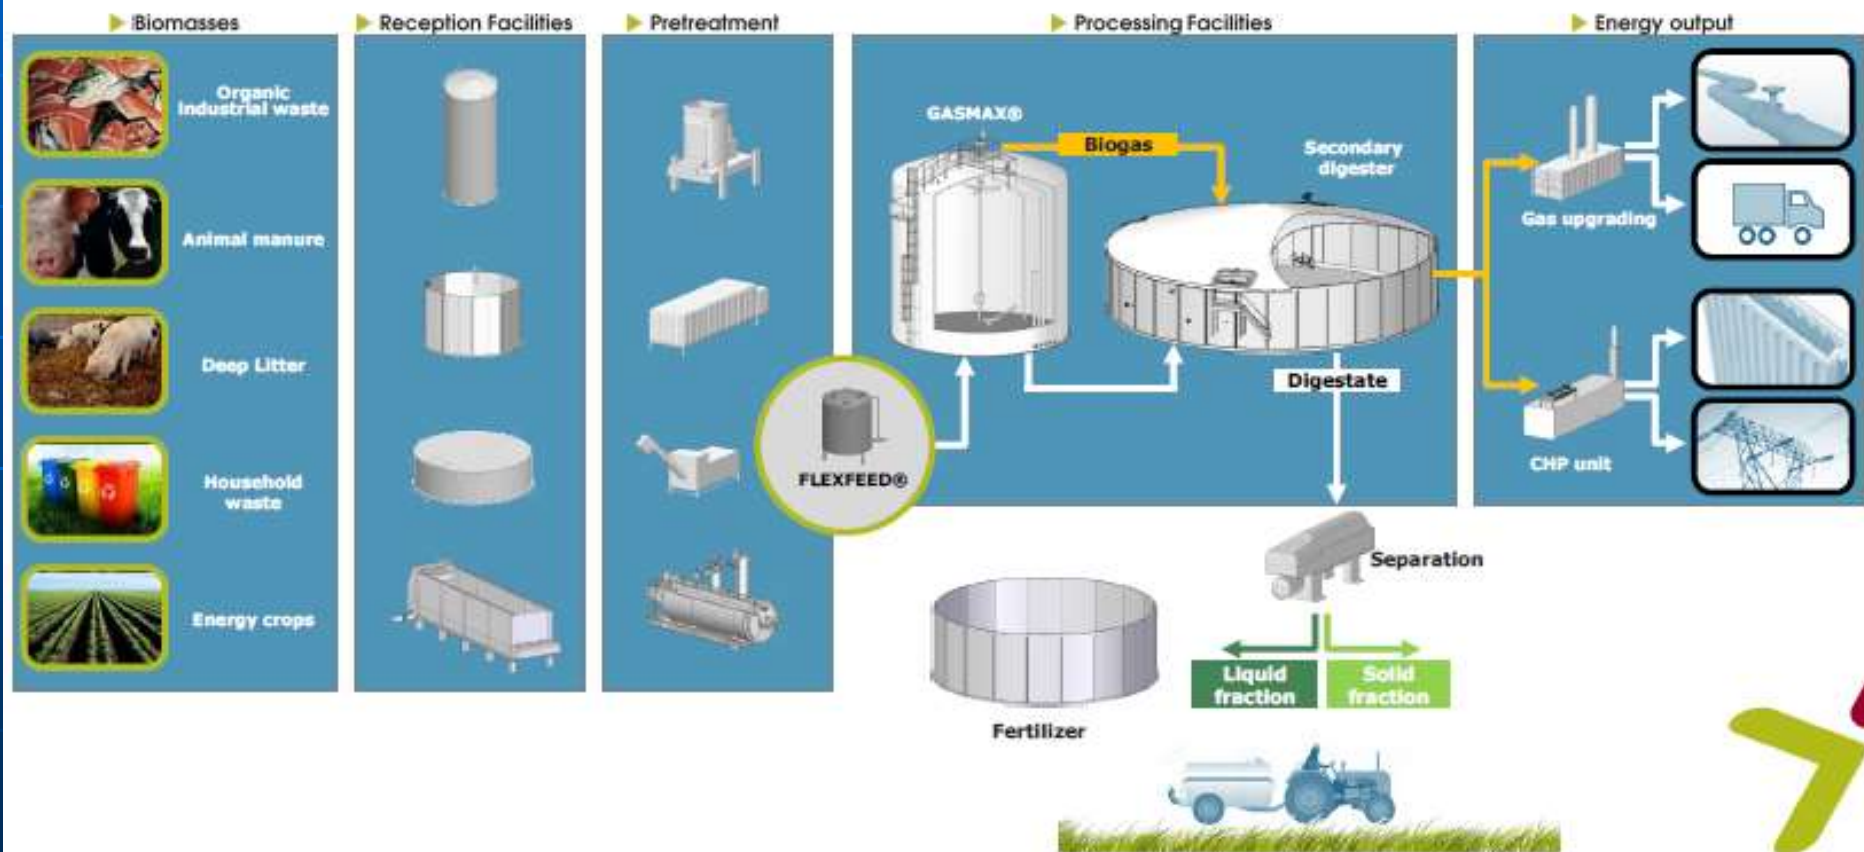 Biomasses
Reception Facilities
Pretreatment
Processing Facilities
Energy output
Organic
Industrial waste
Animal manure
Deep Litter
Household
waste
Energy crops
FLEXFEED®
GASMAX®
Biogas
Secondary
digester
Digestate
Gas upgrading
CHP unit
Separation
Liquid
fraction
Solid
fraction
Fertilizer